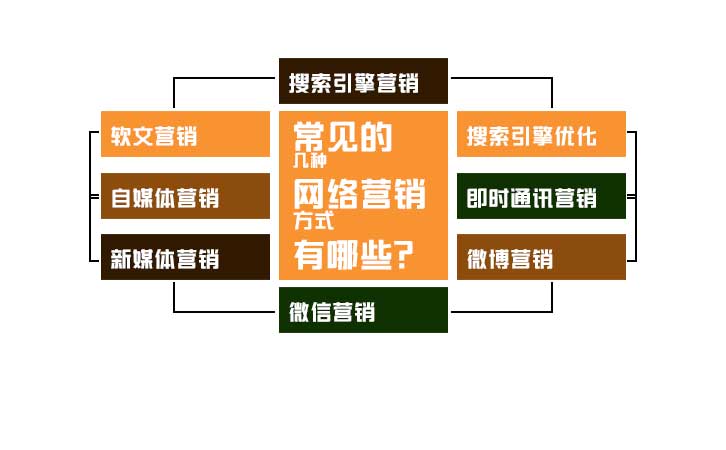 搜索引擎营销
软文营销
自媒体营销
新媒体营销
常见的
几种
网络营销
方式
有哪些?
搜索引擎优化
即时通讯营销
微博营销
微信营销